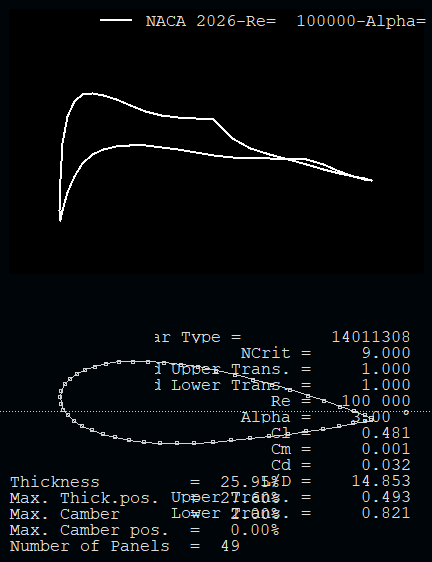 NACA 2026-Re=  100000-Alpha=
ar Type =  14011308
NCrit =  9.000
Upper Trans. =  1.000
Lower Trans. =  1.000
Re =  100 000
Alpha =
Cl =  0.481
Cm =  0.001
Cd =  0.032
L/D =  14.853
Upper Trans. =  0.493
Lower Trans. =  0.821
Thickness  =  25.95%
Max. Thick.pos.  =  27.60%
Max. Camber  =
Max. Camber pos.  =  0.00%
Number of Panels  =  49